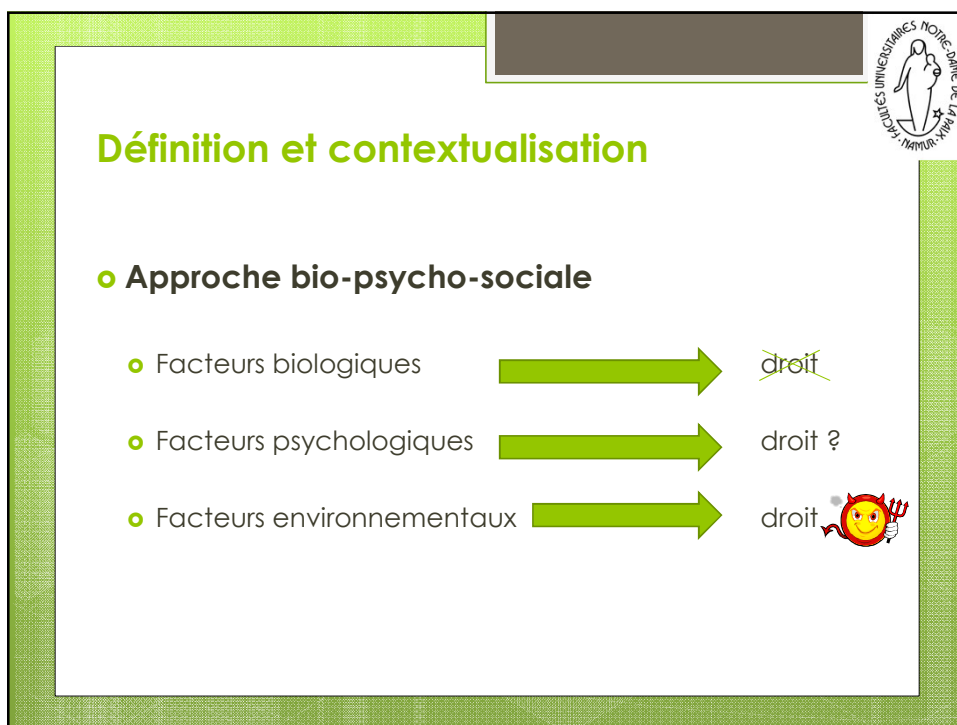 FACULTÉS UNIVERSITAIRES NOTRE-DAME DE LA PAIX · NAMUR ·
Définition et contextualisation
Approche bio-psycho-sociale
Facteurs biologiques droit
Facteurs psychologiques droit ?
Facteurs environnementaux droit